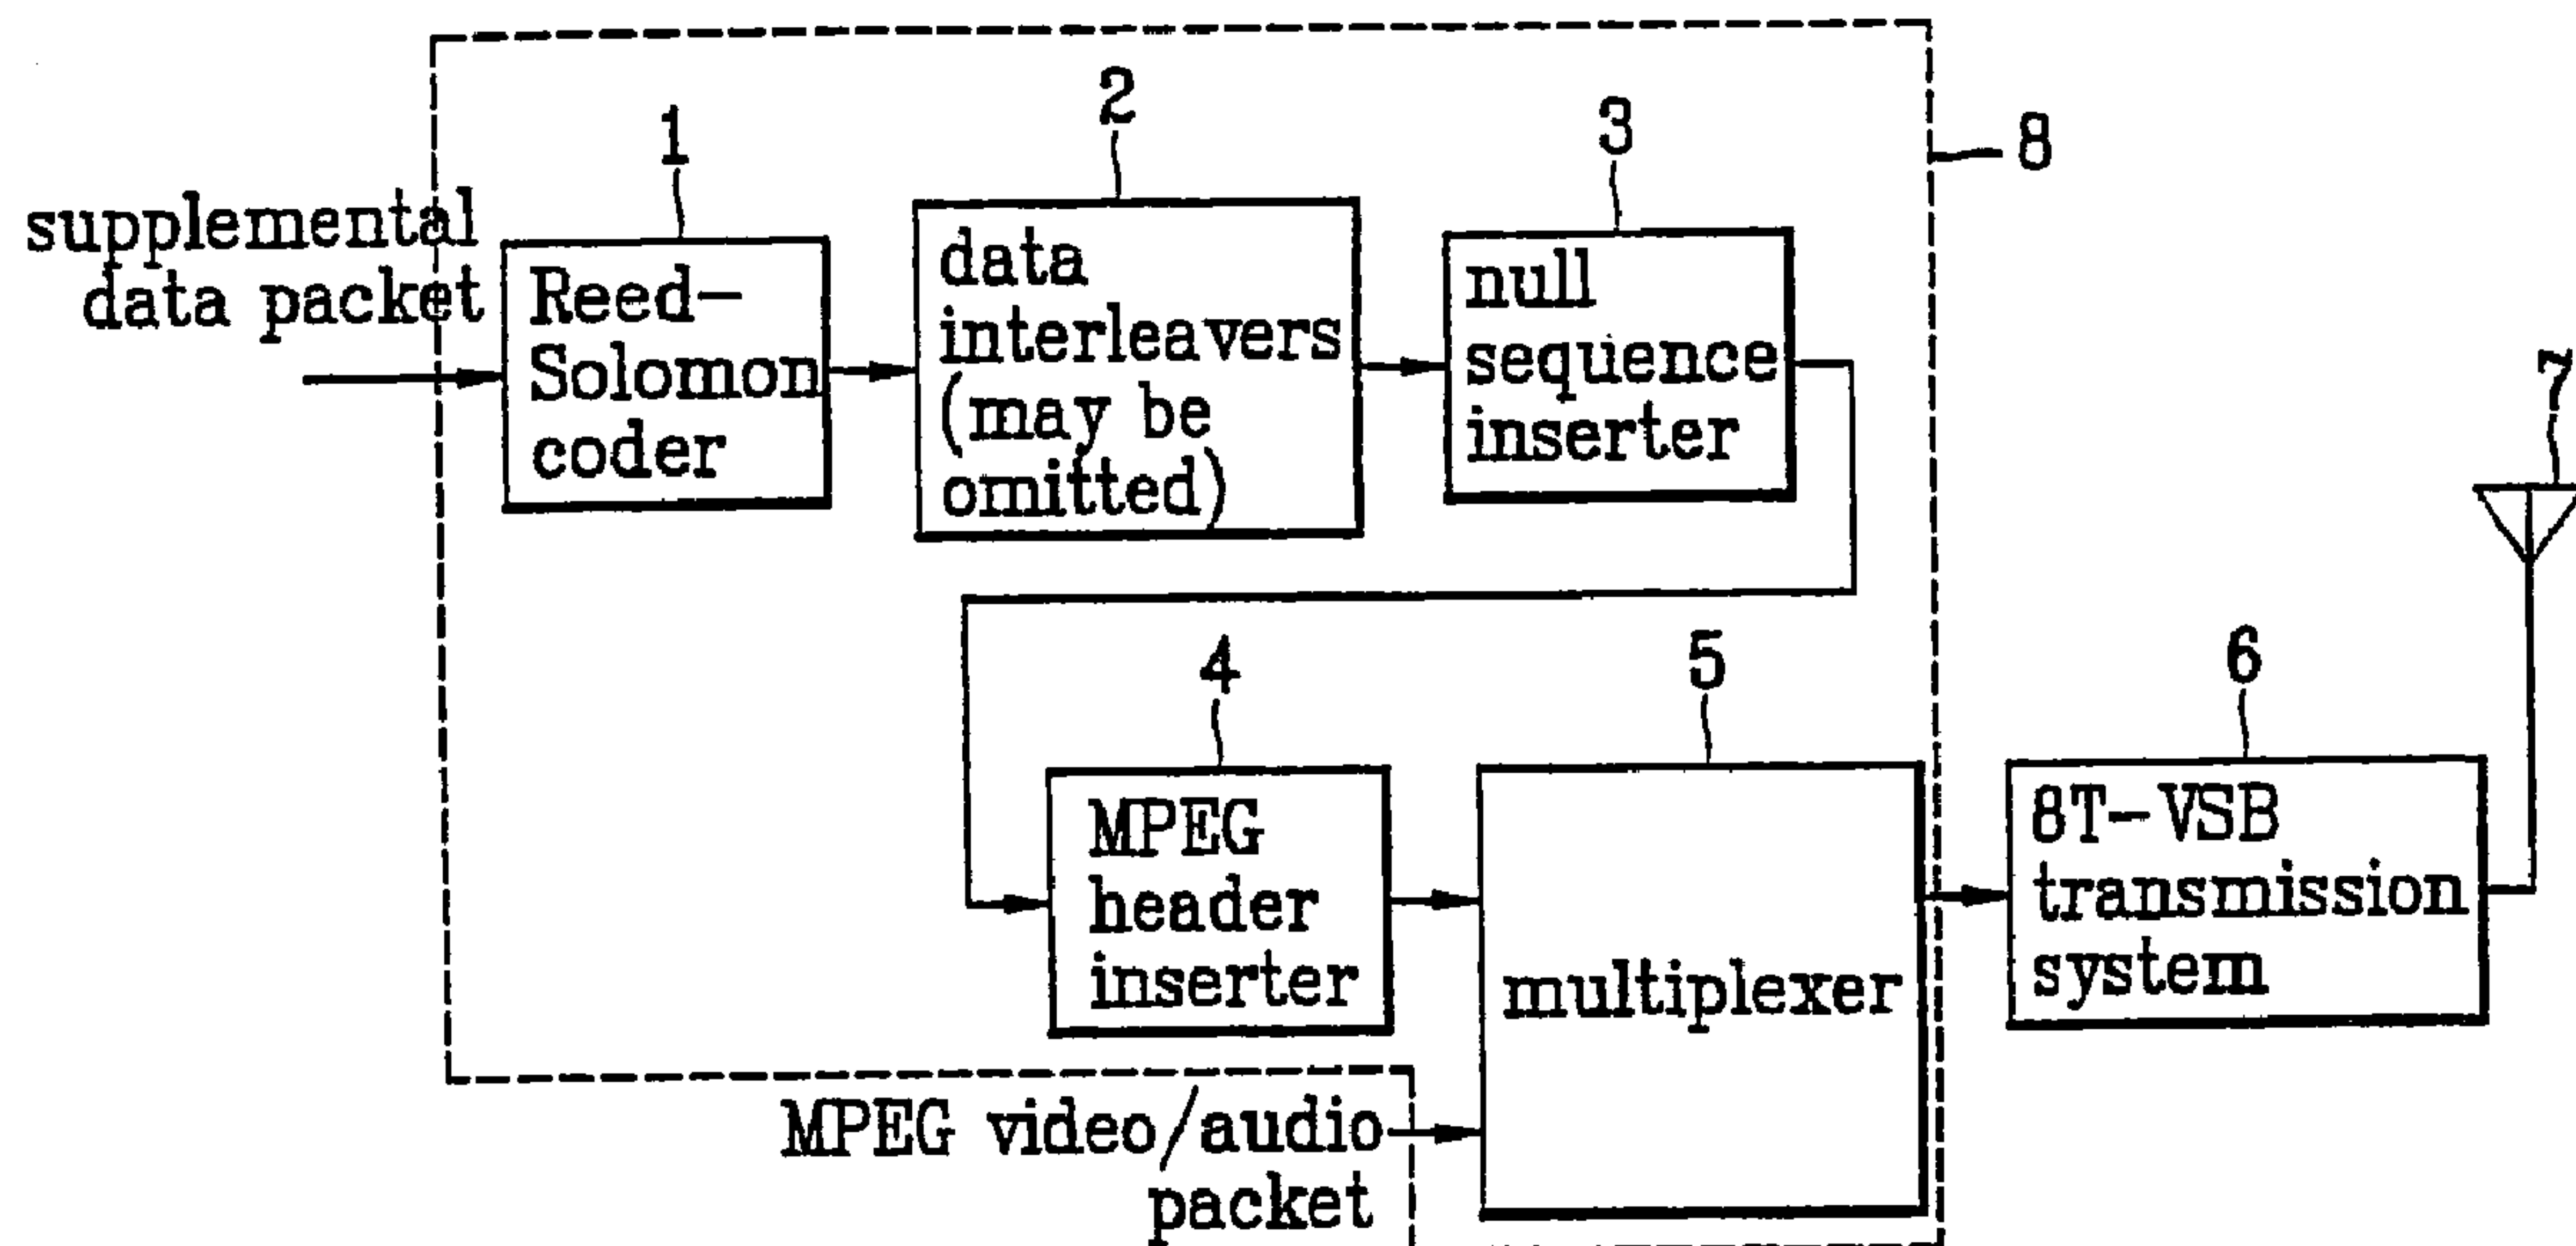 supplemental
data packet
1
Reed-
Solomon
coder
2
data
interleavers
(may be
omitted)
3
null
sequence
inserter
8
4
MPEG
header
inserter
5
multiplexer
MPEG video/audio
packet
6
8T-VSB
transmission
system
7